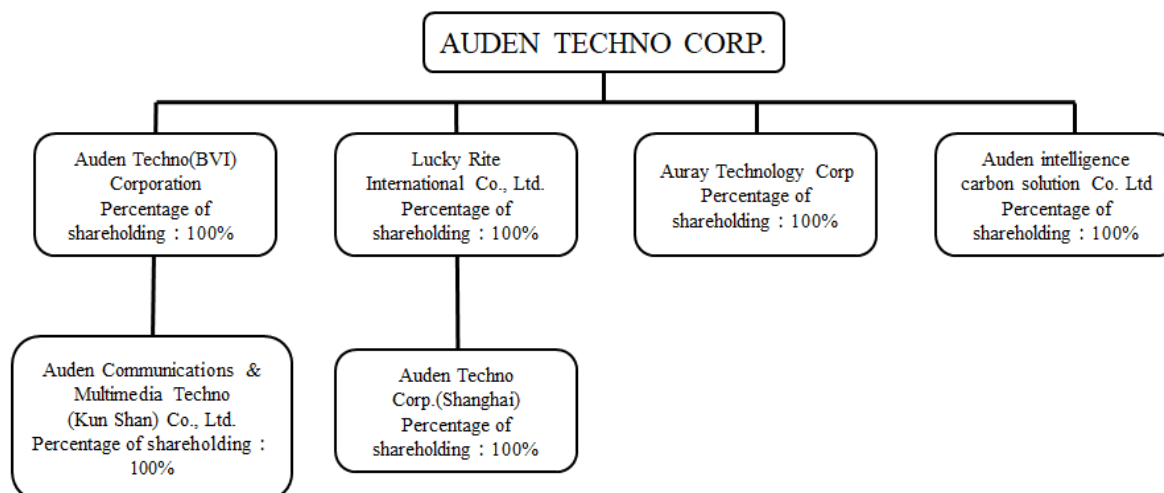 AUDEN TECHNO CORP.
Auden Techno(BVI)
Corporation
Percentage of
shareholding：100%
Lucky Rite
International Co., Ltd.
Percentage of
shareholding：100%
Auray Technology Corp
Percentage of
shareholding：100%
Auden intelligence
carbon solution Co. Ltd
Percentage of
shareholding：100%
Auden Communications &
Multimedia Techno
(Kun Shan) Co., Ltd.
Percentage of shareholding：
100%
Auden Techno
Corp.(Shanghai)
Percentage of
shareholding：100%